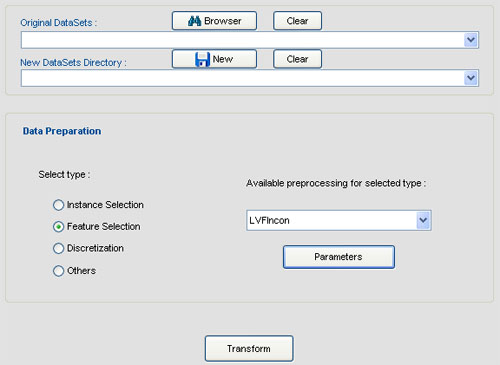 Original DataSets :
Browser
Clear
New DataSets Directory :
New
Clear
Data Preparation
Select type :
Instance Selection
Feature Selection
Discretization
Others
Available preprocessing for selected type :
LVFIncon
Parameters
Transform